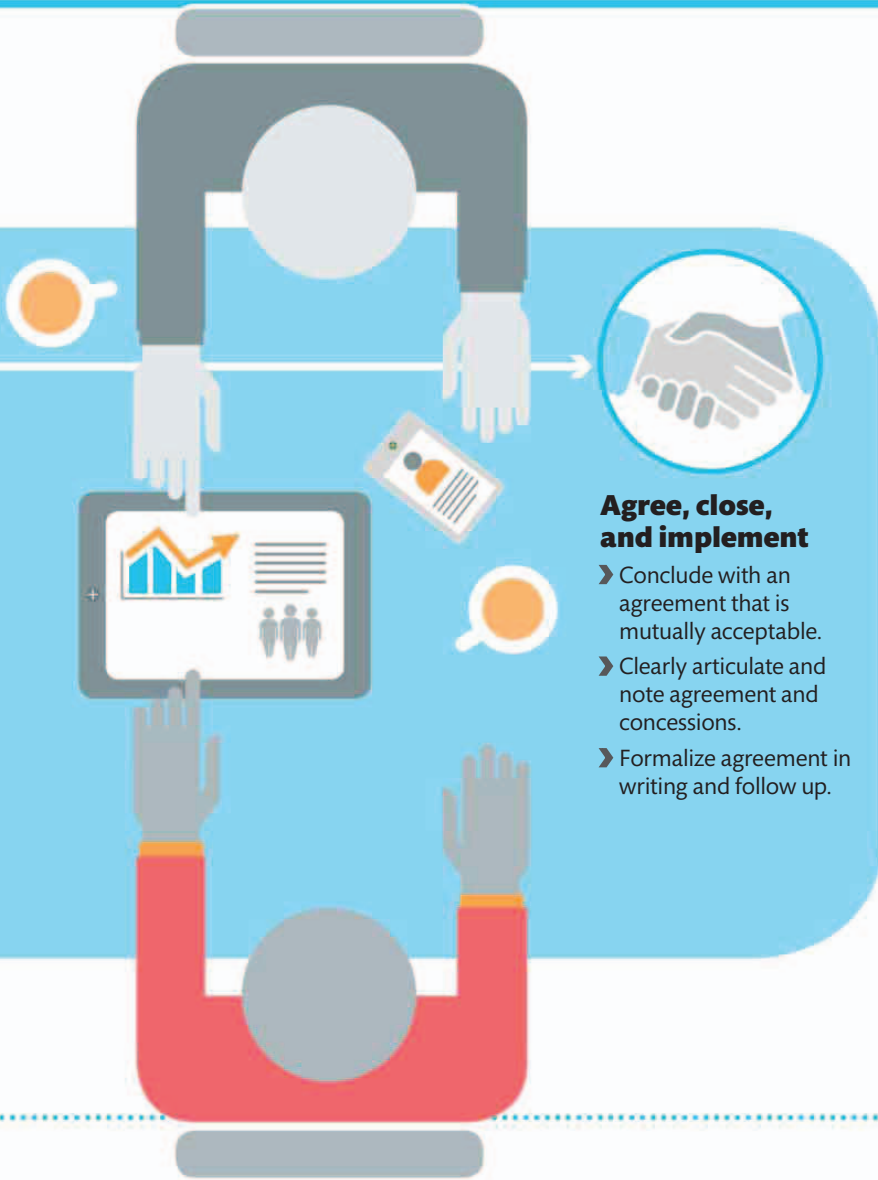 Agree, close,
and implement
❯ Conclude with an
agreement that is
mutually acceptable.
❯ Clearly articulate and
note agreement and
concessions.
❯ Formalize agreement in
writing and follow up.